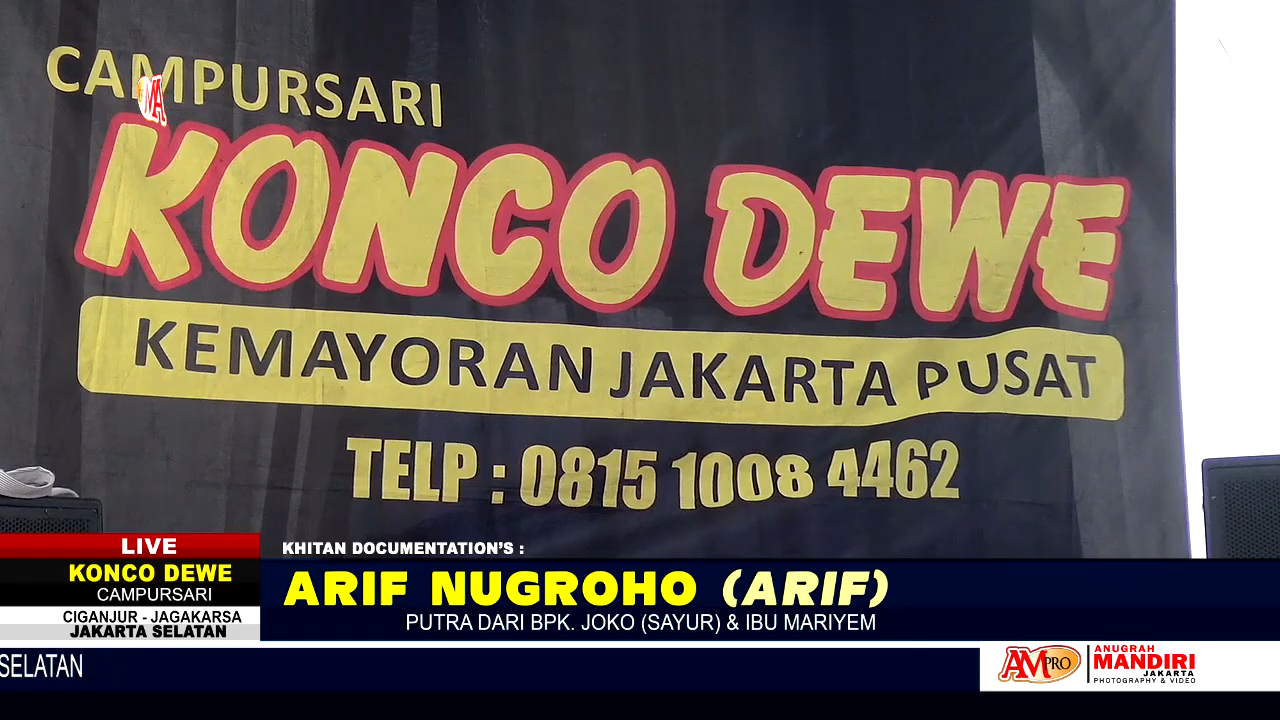 CAMPURSARI
MA
KONCO DEWE
KEMAYORAN JAKARTA PUSAT
TELP : 0815 1008 4462
LIVE
KONCO DEWE
CAMPURSARI
CIGANJUR - JAGAKARSA
JAKARTA SELATAN
KHITAN DOCUMENTATION'S :
ARIF NUGROHO (ARIF)
PUTRA DARI BPK. JOKO (SAYUR) & IBU MARIYEM
SELATAN
AM PRO
ANUGRAH
MANDIRI
JAKARTA
PHOTOGRAPHY & VIDEO